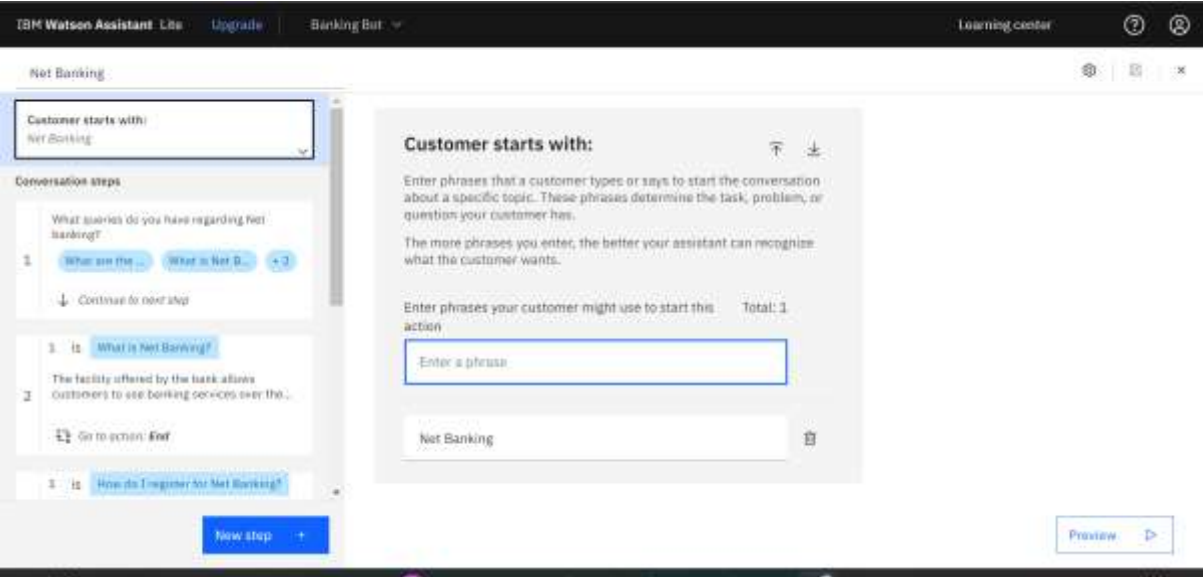 IBM Watson Assistant Lite Upgrade Banking Bot Learning center
Net Banking
Customer starts with:
Net Banking
Conversation steps
What queries do you have regarding Net
banking?
1
What are the ... What is Net B... + 3
Continue to next step
1 is What is Net Banking?
2
The facility offered by the bank allows
customers to use banking services over the...
Go to action: End
1 is How do I register for Net Banking?
New step +
Customer starts with:
Enter phrases that a customer types or says to start the conversation
about a specific topic. These phrases determine the task, problem, or
question your customer has.
The more phrases you enter, the better your assistant can recognize
what the customer wants.
Enter phrases your customer might use to start this
action
Total: 1
Enter a phrase
Net Banking
Preview